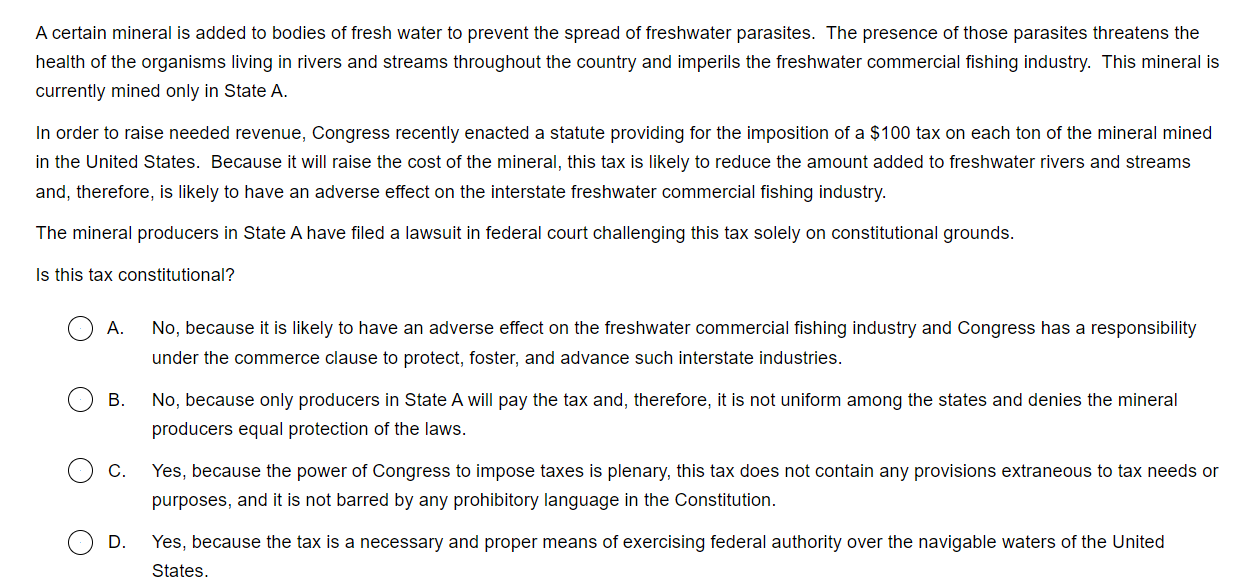 A certain mineral is added to bodies of fresh water to prevent the spread of freshwater parasites.  The presence of those parasites threatens the
health of the organisms living in rivers and streams throughout the country and imperils the freshwater commercial fishing industry.  This mineral is
currently mined only in State A.
In order to raise needed revenue, Congress recently enacted a statute providing for the imposition of a $100 tax on each ton of the mineral mined
in the United States.  Because it will raise the cost of the mineral, this tax is likely to reduce the amount added to freshwater rivers and streams
and, therefore, is likely to have an adverse effect on the interstate freshwater commercial fishing industry.
The mineral producers in State A have filed a lawsuit in federal court challenging this tax solely on constitutional grounds.
Is this tax constitutional?
A. No, because it is likely to have an adverse effect on the freshwater commercial fishing industry and Congress has a responsibility
under the commerce clause to protect, foster, and advance such interstate industries.
B. No, because only producers in State A will pay the tax and, therefore, it is not uniform among the states and denies the mineral
producers equal protection of the laws.
C. Yes, because the power of Congress to impose taxes is plenary, this tax does not contain any provisions extraneous to tax needs or
purposes, and it is not barred by any prohibitory language in the Constitution.
D. Yes, because the tax is a necessary and proper means of exercising federal authority over the navigable waters of the United
States.